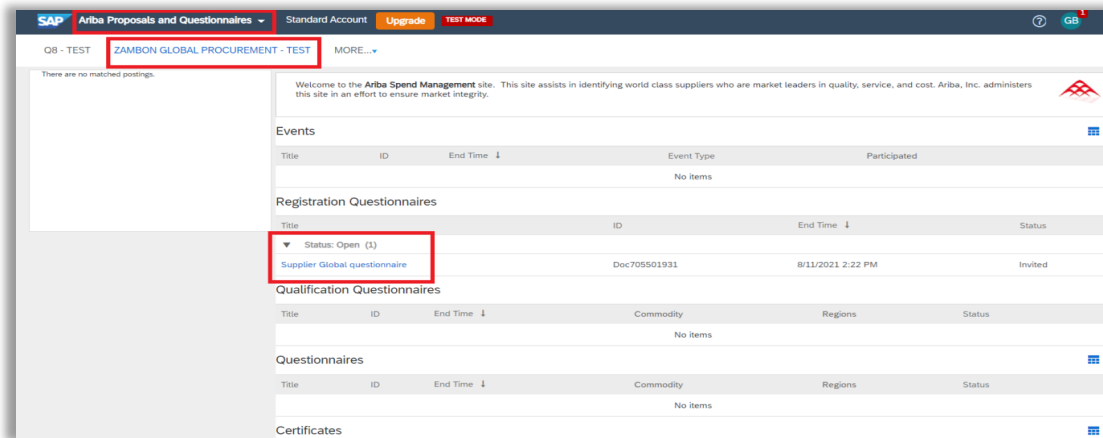 SAP Ariba Proposals and Questionnaires Standard Account Upgrade TEST MODE ? GB 1
Q8 - TEST ZAMBON GLOBAL PROCUREMENT - TEST MORE...
There are no matched postings.
Welcome to the Ariba Spend Management site. This site assists in identifying world class suppliers who are market leaders in quality, service, and cost. Ariba, Inc. administers
this site in an effort to ensure market integrity.
Events
Title ID End Time ↓ Event Type Participated
No items
Registration Questionnaires
Title ID End Time ↓ Status
▼ Status: Open (1)
Supplier Global questionnaire Doc705501931 8/11/2021 2:22 PM Invited
Qualification Questionnaires
Title ID End Time ↓ Commodity Regions Status
No items
Questionnaires
Title ID End Time ↓ Commodity Regions Status
No items
Certificates